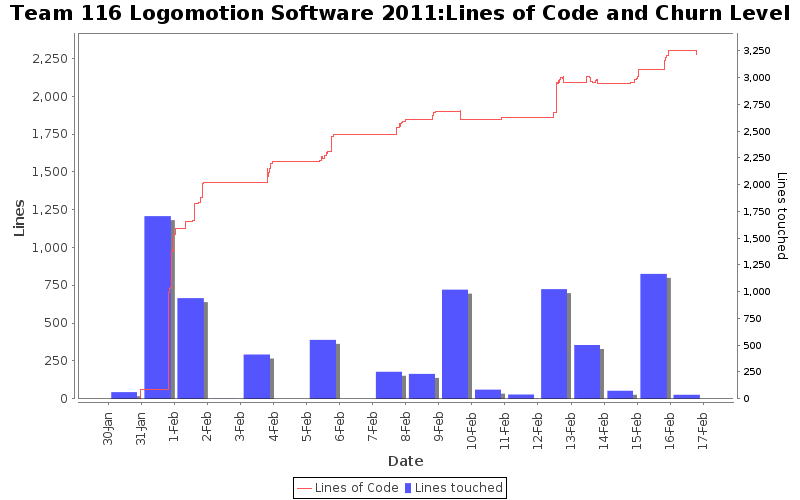 Team 116 Logomotion Software 2011:Lines of Code and Churn Level
Lines
2,250
2,000
1,750
1,500
1,250
1,000
750
500
250
0
3,250
3,000
2,750
2,500
2,250
2,000
1,750
1,500
1,250
1,000
750
500
250
0
Lines touched
30-Jan
31-Jan
1-Feb
2-Feb
3-Feb
4-Feb
5-Feb
6-Feb
7-Feb
8-Feb
9-Feb
10-Feb
11-Feb
12-Feb
13-Feb
14-Feb
15-Feb
16-Feb
17-Feb
Date
Lines of Code Lines touched